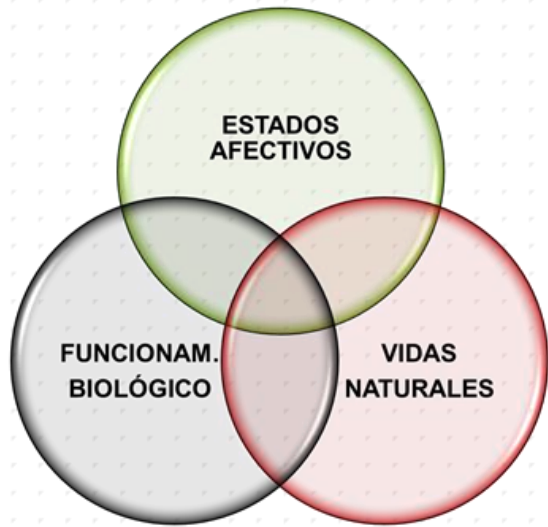 ESTADOS
AFECTIVOS
FUNCIONAM.
BIOLÓGICO
VIDAS
NATURALES